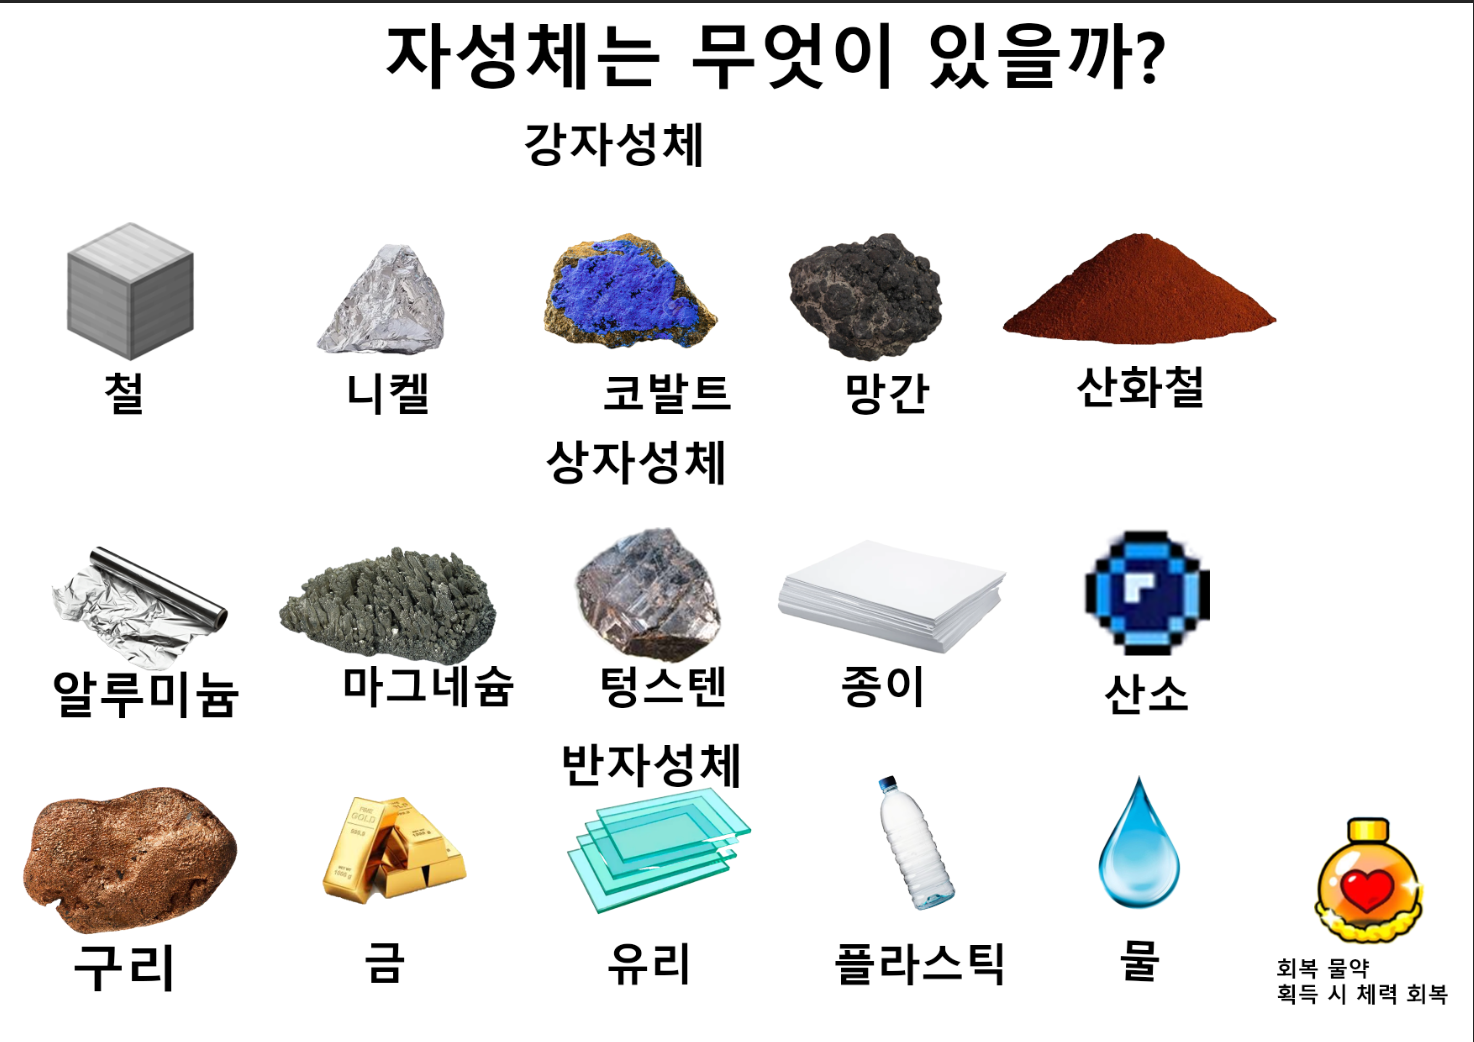 자성체는 무엇이 있을까?
강자성체
철
니켈
코발트
망간
산화철
상자성체
알루미늄
마그네슘
텅스텐
종이
산소
반자성체
구리
금
유리
플라스틱
물
회복 물약
획득 시 체력 회복